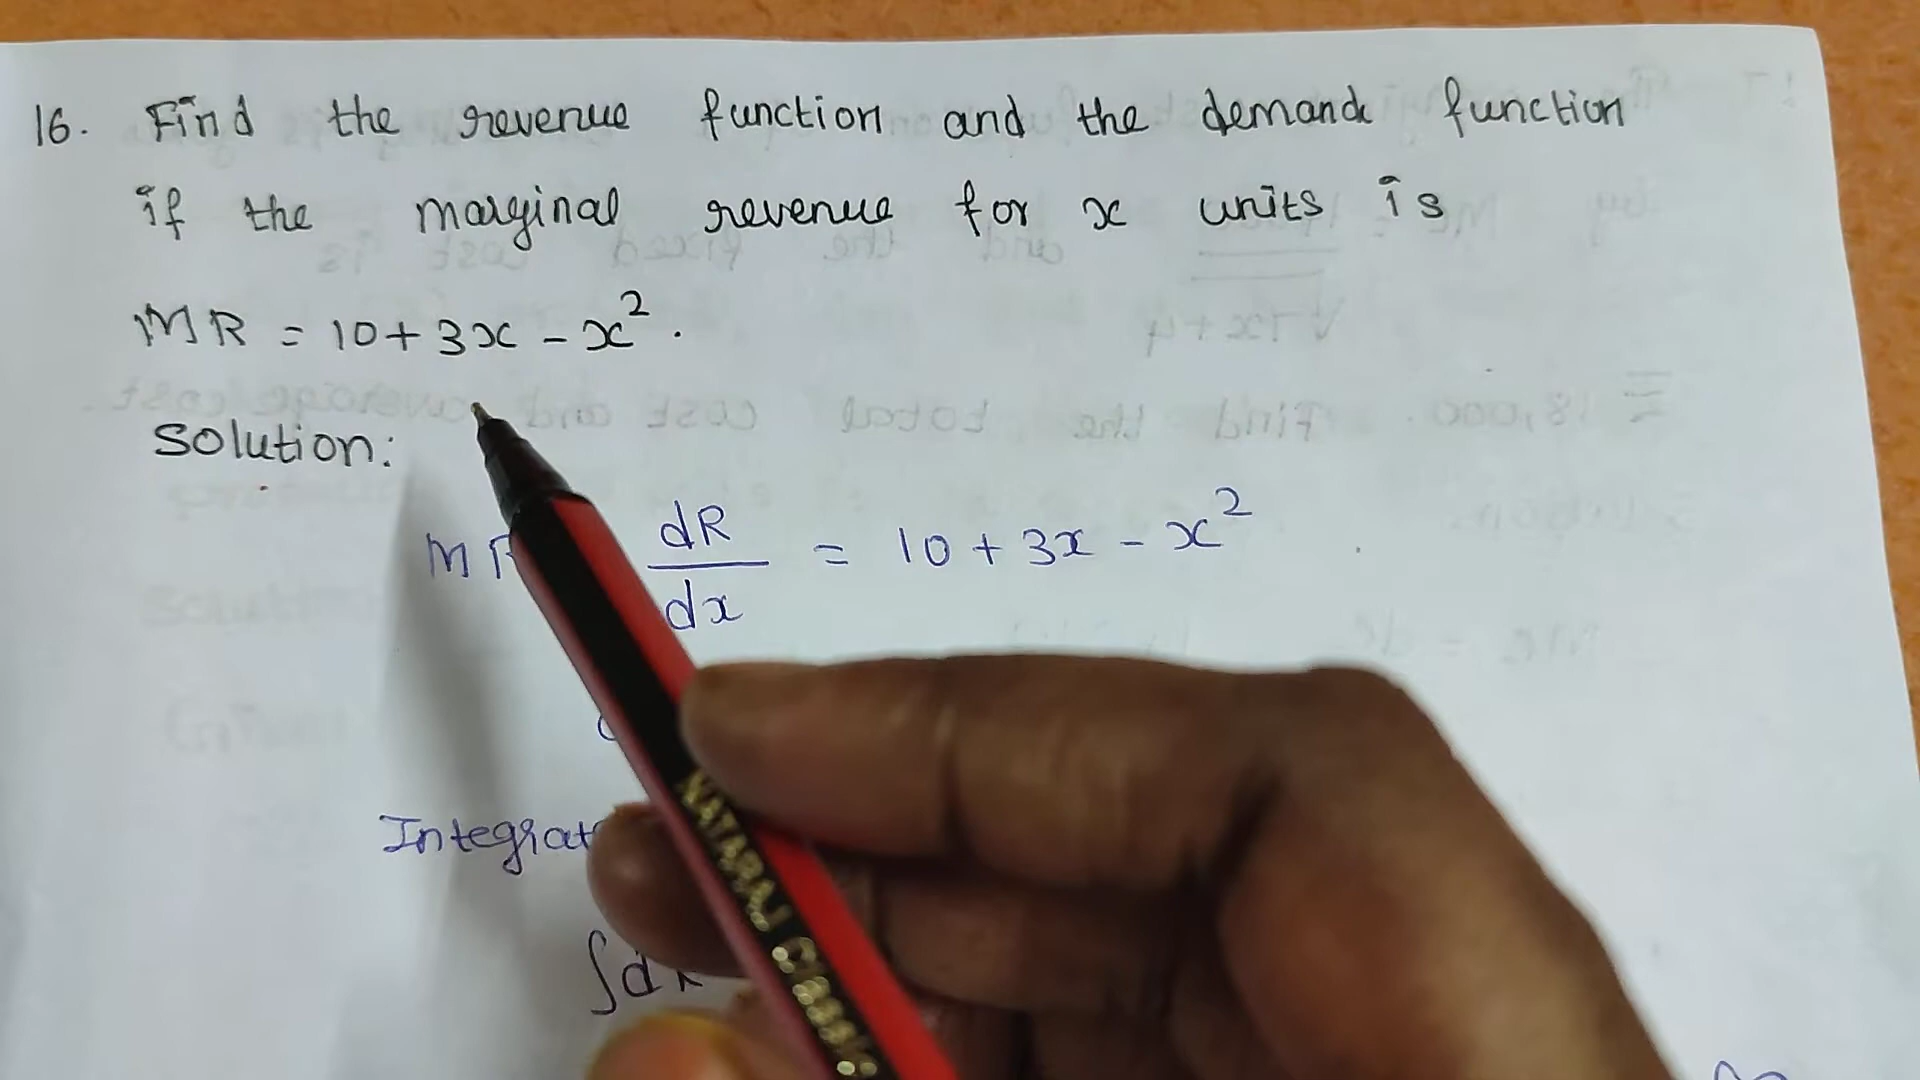 16. Find the revenue function and the demand function
if the marginal revenue for x units is
MR = 10 + 3x - x².
Solution:
dR/dx = 10 + 3x - x²
NATARAJ